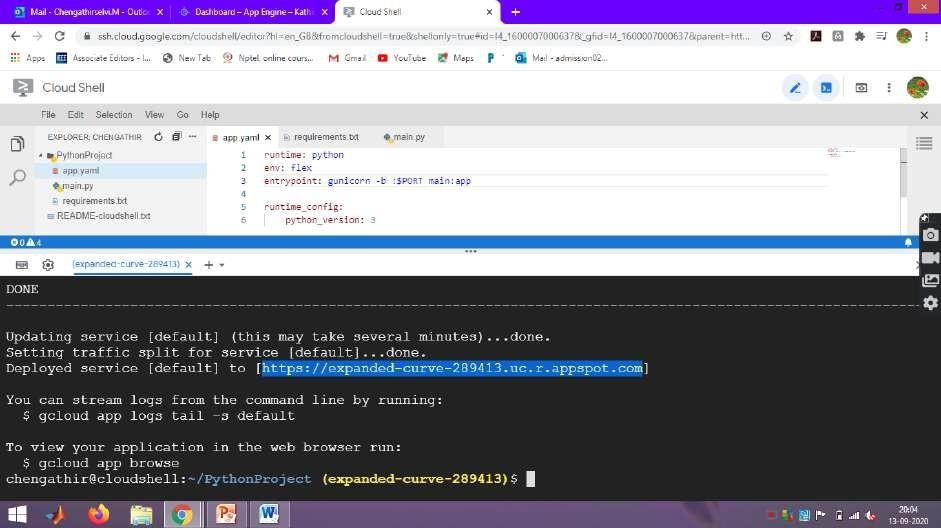 Mail - Chengathirselvi.M - Outlo
Dashboard – App Engine – Kath
Cloud Shell
ssh.cloud.google.com/cloudshell/editor?hl=en_GB&fromcloudshell=true&shellonly=true#id=I4_1600007000637&_gfid=I4_1600007000637&parent=htt...
Apps
Associate Editors - I...
New Tab
Nptel, online cours...
Gmail
YouTube
Maps
P
Mail - admission02...
Cloud Shell
File Edit Selection View Go Help
EXPLORER: CHENGATHIR
app.yaml
requirements.txt
main.py
PythonProject
app.yaml
main.py
requirements.txt
README-cloudshell.txt
1 runtime: python
2 env: flex
3 entrypoint: gunicorn -b :$PORT main:app
4
5 runtime_config:
6 python_version: 3
0 4
(expanded-curve-289413)
DONE
Updating service [default] (this may take several minutes)...done.
Setting traffic split for service [default]...done.
Deployed service [default] to [https://expanded-curve-289413.uc.r.appspot.com]
You can stream logs from the command line by running:
$ gcloud app logs tail -s default
To view your application in the web browser run:
$ gcloud app browse
chengathir@cloudshell:~/PythonProject (expanded-curve-289413)$
20:04
13-09-2020